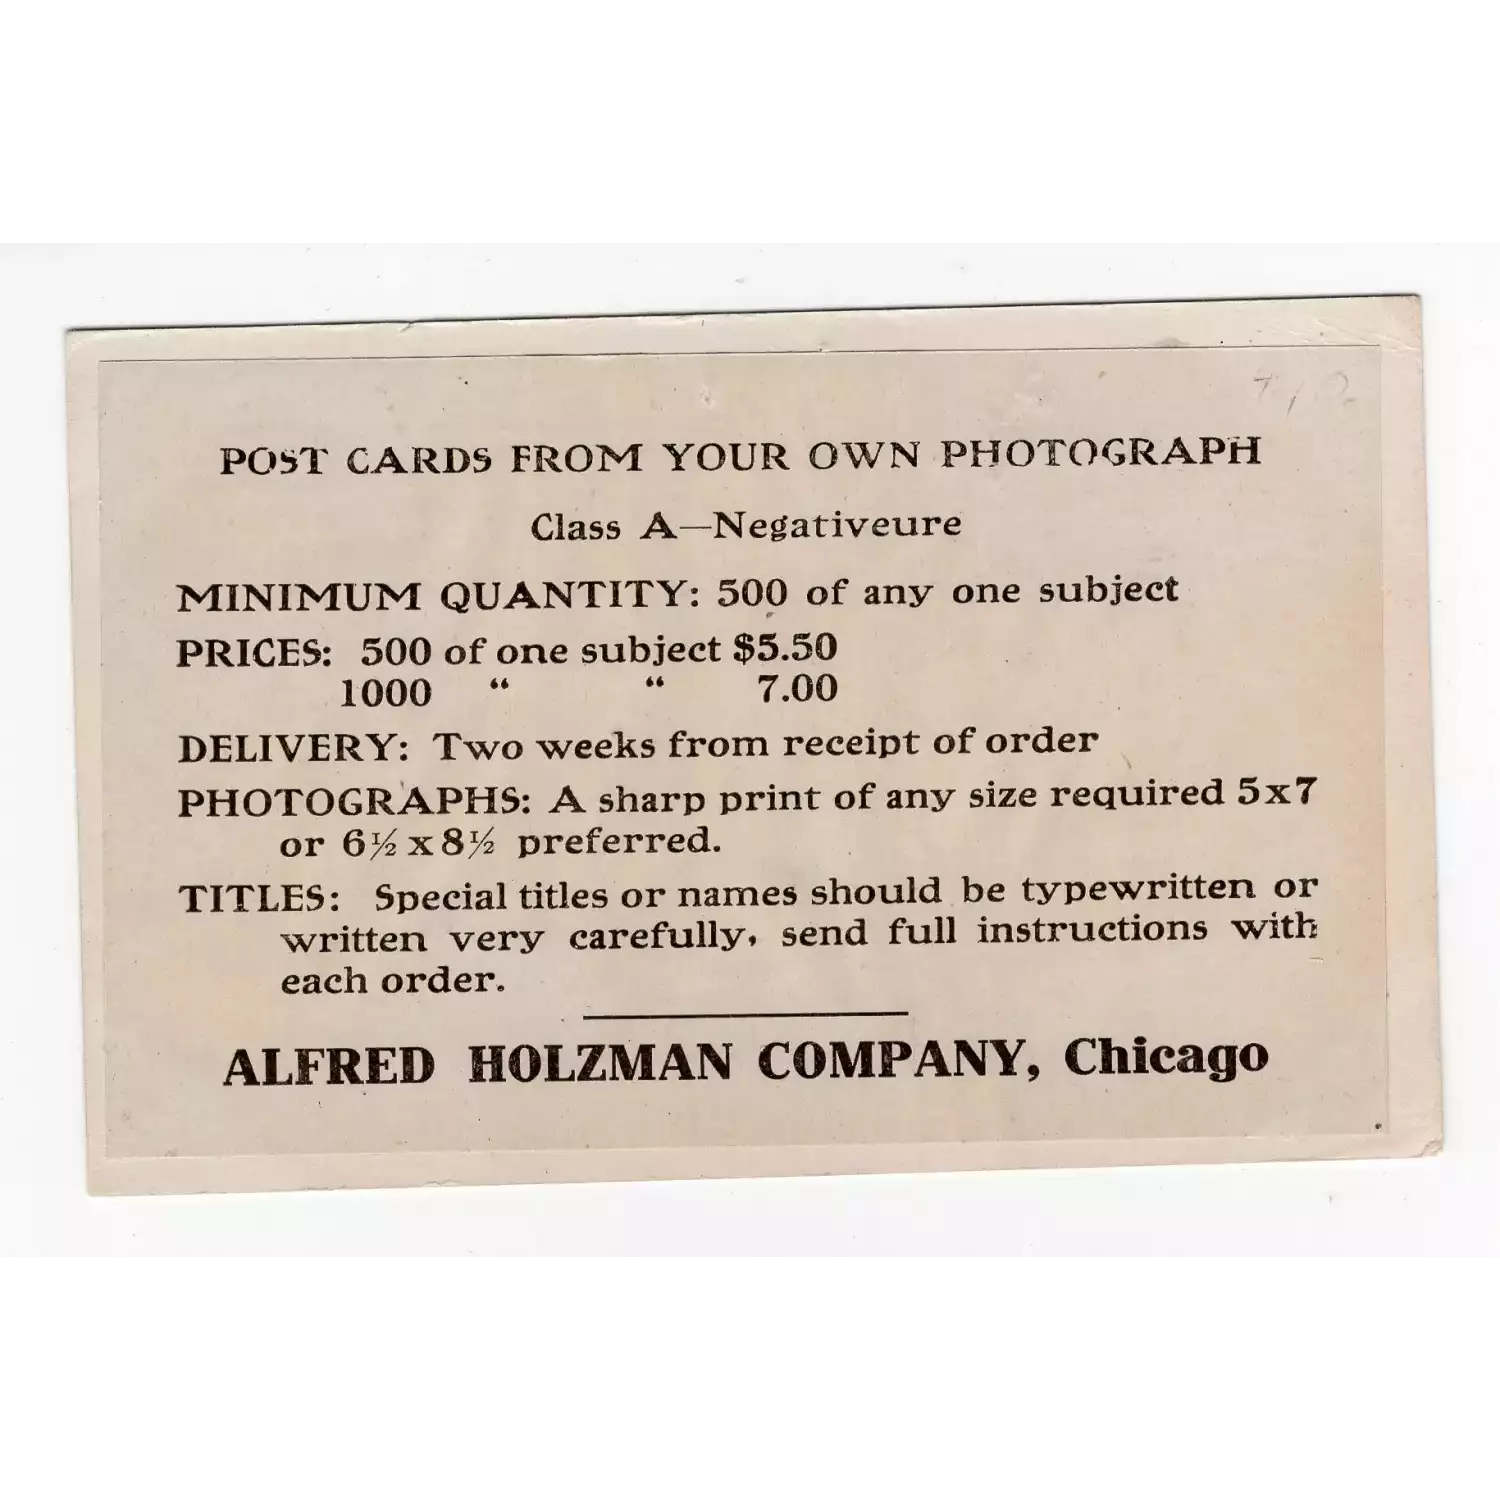 POST CARDS FROM YOUR OWN PHOTOGRAPH
Class A—Negativeure
MINIMUM QUANTITY: 500 of any one subject
PRICES: 500 of one subject $5.50
1000 “ “ 7.00
DELIVERY: Two weeks from receipt of order
PHOTOGRAPHS: A sharp print of any size required 5x7
or 6½ x 8½ preferred.
TITLES: Special titles or names should be typewritten or
written very carefully, send full instructions with
each order.
ALFRED HOLZMAN COMPANY, Chicago